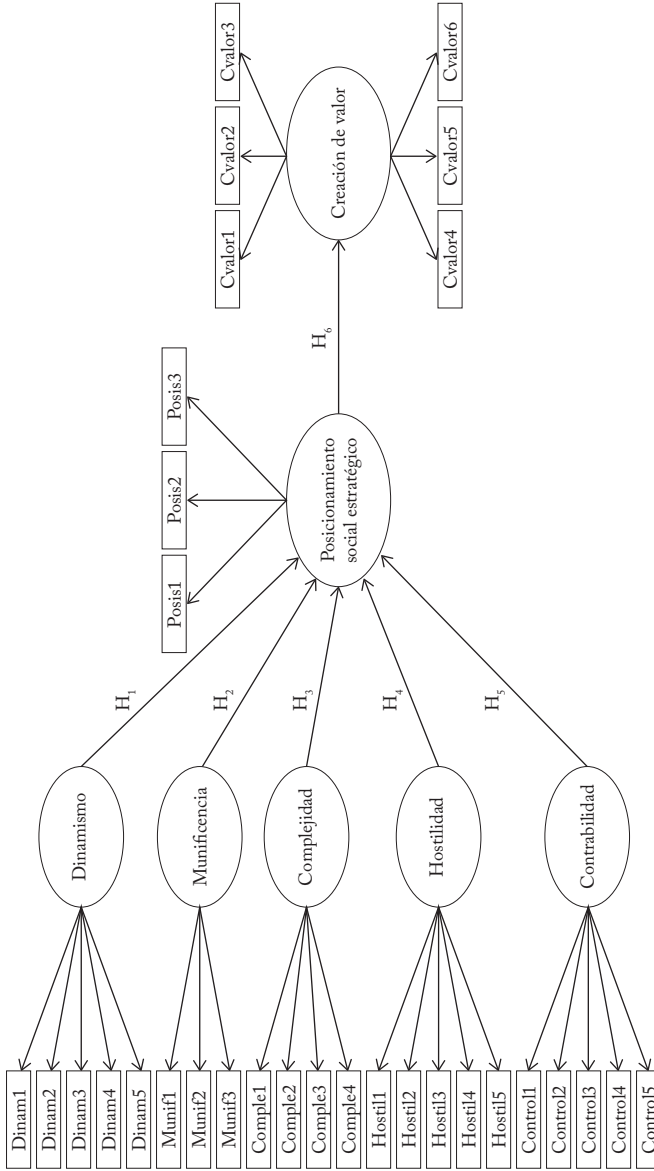 Dinam1
Dinam2
Dinam3
Dinam4
Dinam5
Munif1
Munif2
Munif3
Comple1
Comple2
Comple3
Comple4
Hostil1
Hostil2
Hostil3
Hostil4
Hostil5
Control1
Control2
Control3
Control4
Control5
Dinamismo
Munificencia
Complejidad
Hostilidad
Contrabilidad
H₁
H₂
H₃
H₄
H₅
Posis1
Posis2
Posis3
Posicionamiento
social estratégico
H₆
Cvalor1
Cvalor2
Cvalor3
Creación de valor
Cvalor4
Cvalor5
Cvalor6